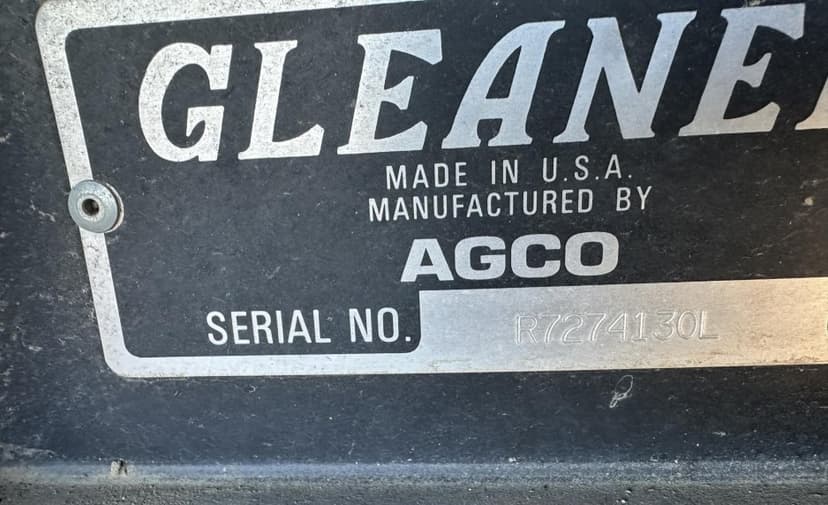 GLEANE
MADE IN U.S.A.
MANUFACTURED BY
AGCO
SERIAL NO. R7274130L